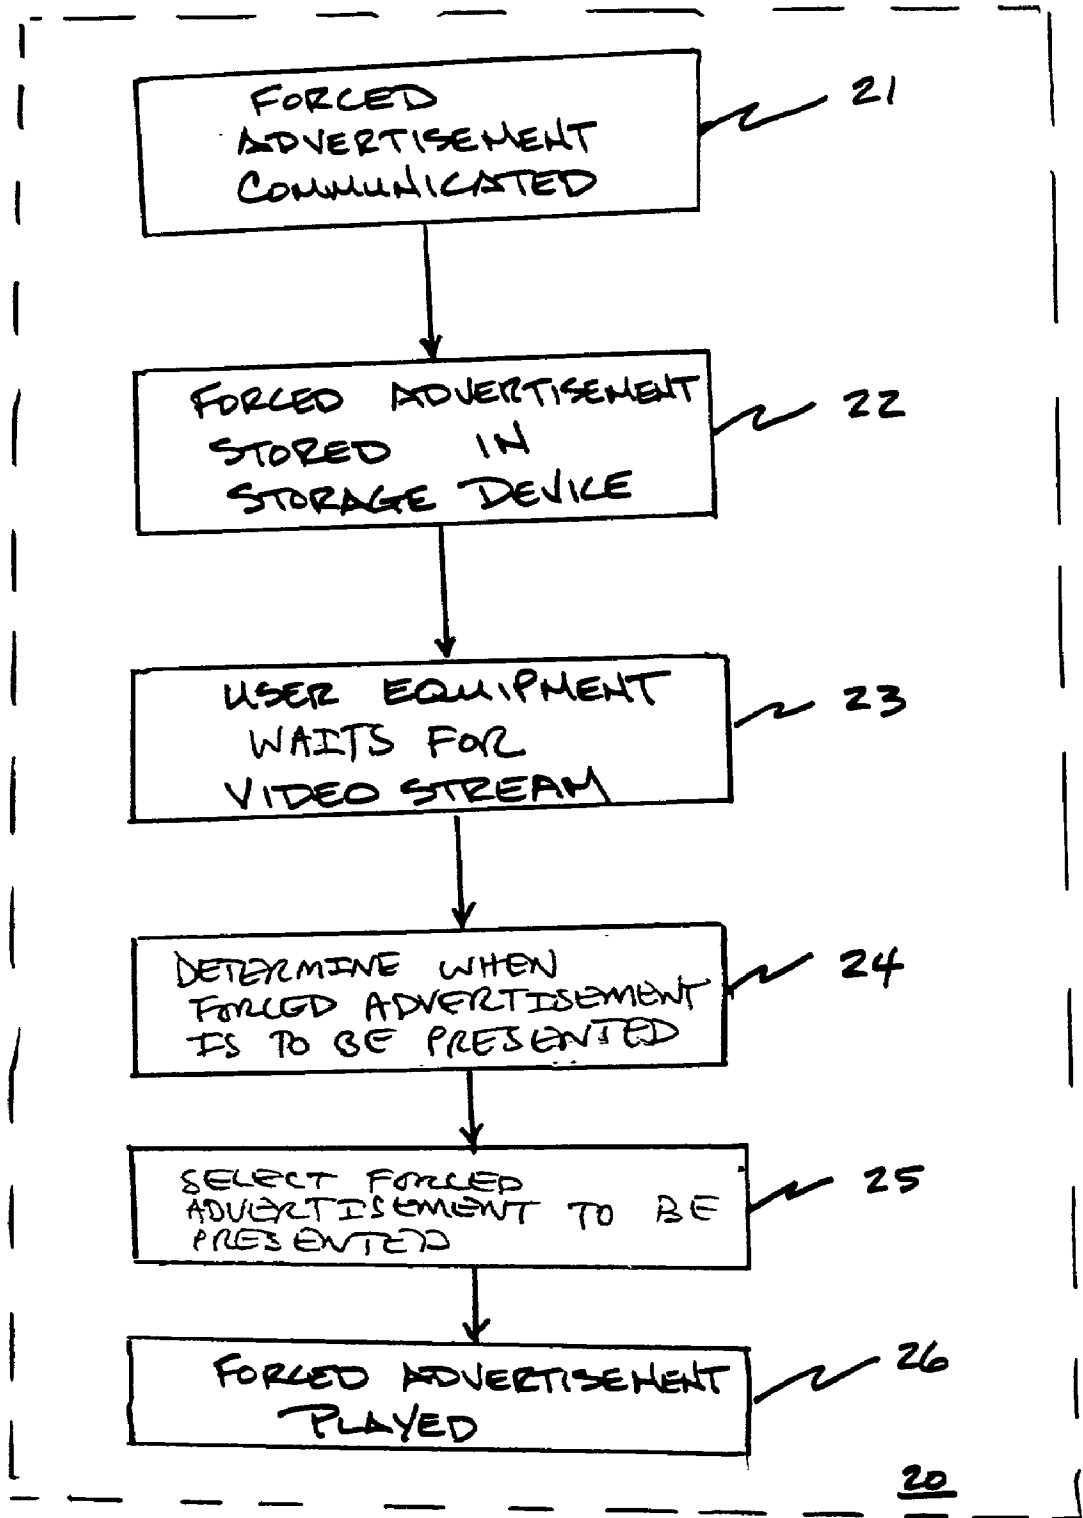 FORCED
ADVERTISEMENT
COMMUNICATED
21
FORCED ADVERTISEMENT
STORED IN
STORAGE DEVICE
22
USER EQUIPMENT
WAITS FOR
VIDEO STREAM
23
DETERMINE WHEN
FORCED ADVERTISEMENT
IS TO BE PRESENTED
24
SELECT FORCED
ADVERTISEMENT TO BE
PRESENTED
25
FORCED ADVERTISEMENT
PLAYED
26
20